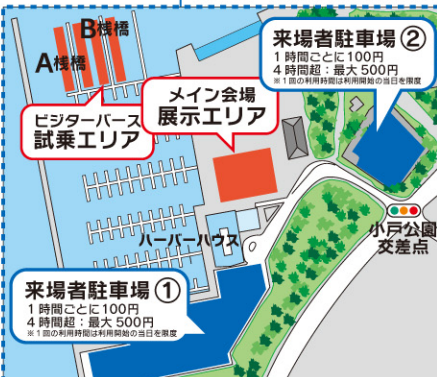 B桟橋
A桟橋
ビジターバース
試乗エリア
メイン会場
展示エリア
来場者駐車場②
1時間ごとに100円
4時間超:最大500円
※1回の利用時間は利用開始の当日を限度
小戸公園
交差点
ハーバーハウス
来場者駐車場①
1時間ごとに100円
4時間超:最大500円
※1回の利用時間は利用開始の当日を限度